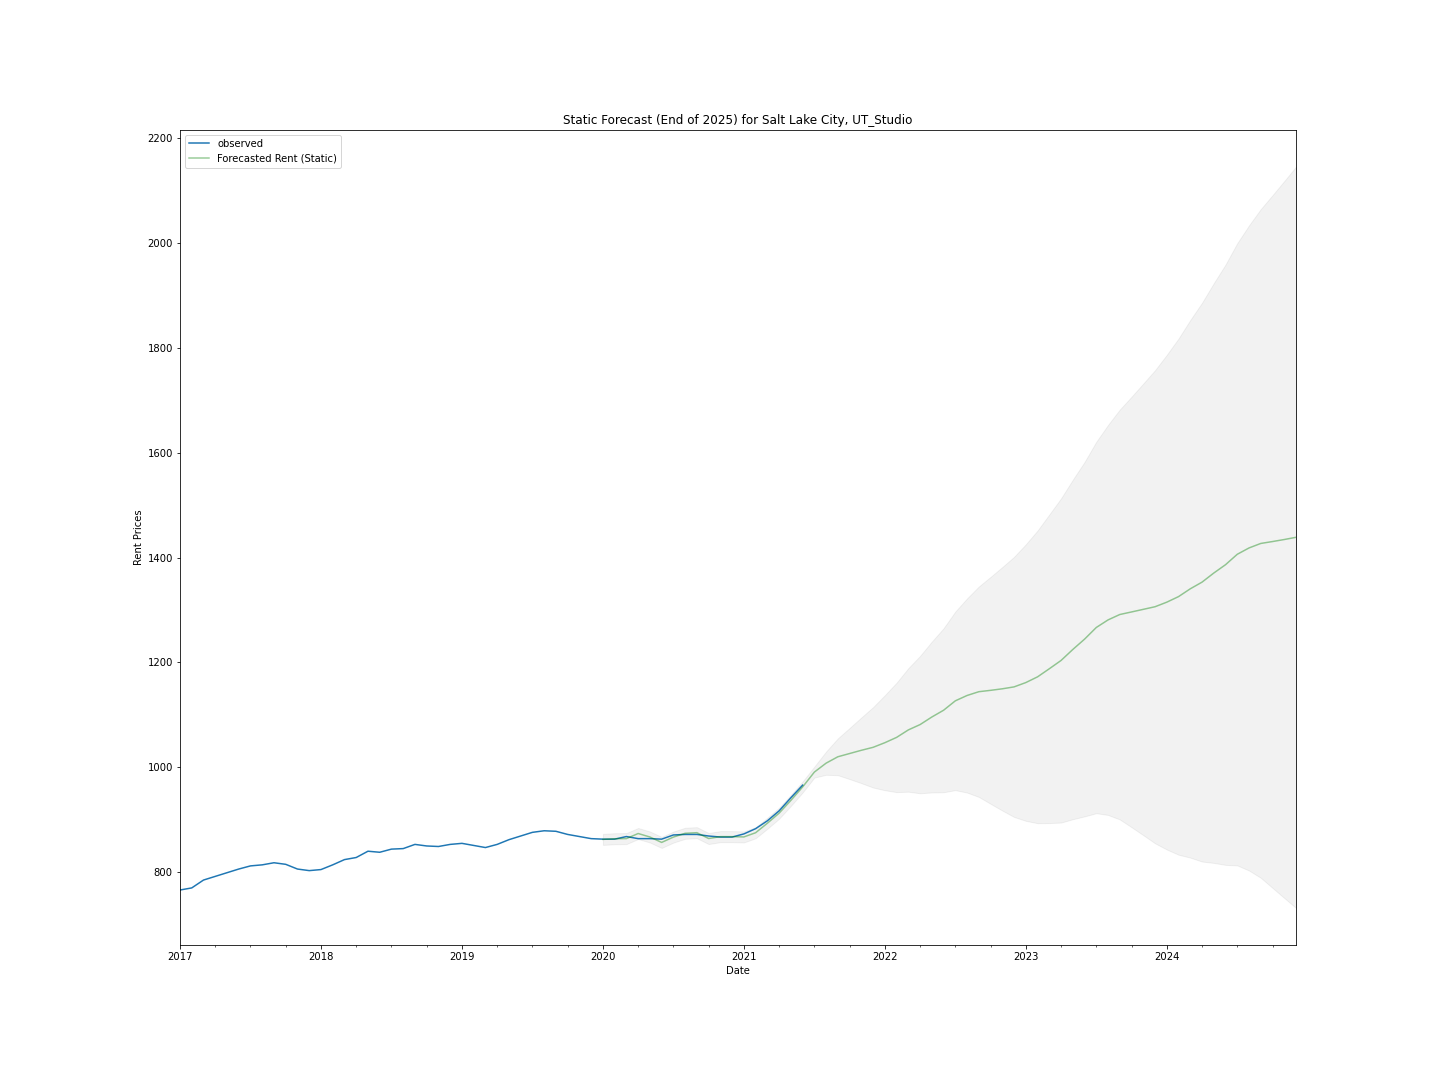 Static Forecast (End of 2025) for Salt Lake City, UT_Studio
observed
Forecasted Rent (Static)
2200
2000
1800
1600
1400
1200
1000
800
Rent Prices
2017 2018 2019 2020 2021 2022 2023 2024
Date